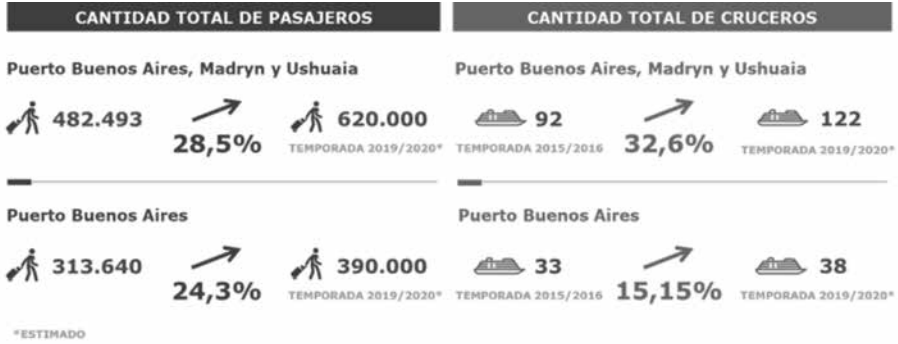 CANTIDAD TOTAL DE PASAJEROS
Puerto Buenos Aires, Madryn y Ushuaia
482.493
28,5%
620.000
TEMPORADA 2019/2020*
Puerto Buenos Aires
313.640
24,3%
390.000
TEMPORADA 2019/2020*
*ESTIMADO
CANTIDAD TOTAL DE CRUCEROS
Puerto Buenos Aires, Madryn y Ushuaia
92
TEMPORADA 2015/2016
32,6%
122
TEMPORADA 2019/2020*
Puerto Buenos Aires
33
TEMPORADA 2015/2016
15,15%
38
TEMPORADA 2019/2020*